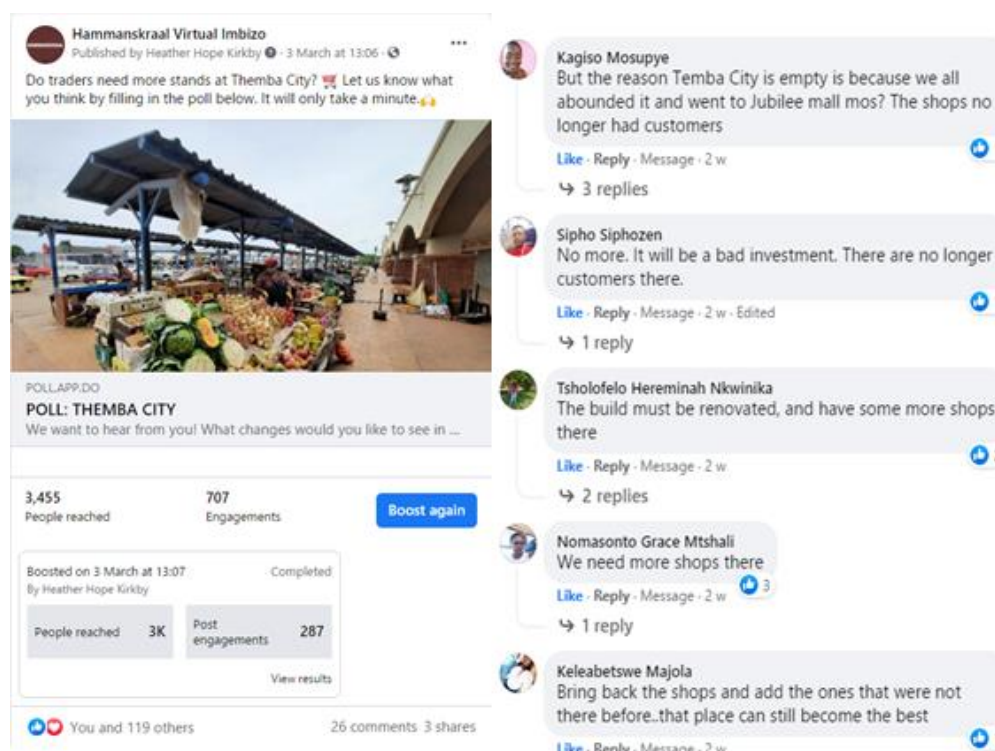 Hammanskraal Virtual Imbizo
Published by Heather Hope Kirkby · 3 March at 13:06 ·
Do traders need more stands at Themba City? 🛒 Let us know what
you think by filling in the poll below. It will only take a minute.🙌
POLL.APP.DO
POLL: THEMBA CITY
We want to hear from you! What changes would you like to see in ...
3,455
People reached
707
Engagements
Boost again
Boosted on 3 March at 13:07
Completed
By Heather Hope Kirkby
People reached 3K
Post
engagements 287
View results
You and 119 others
26 comments 3 shares
Kagiso Mosupye
But the reason Temba City is empty is because we all
abounded it and went to Jubilee mall mos? The shops no
longer had customers
Like · Reply · Message · 2 w
3 replies
Sipho Siphozen
No more. It will be a bad investment. There are no longer
customers there.
Like · Reply · Message · 2 w · Edited
1 reply
Tsholofelo Hereminah Nkwinika
The build must be renovated, and have some more shops
there
Like · Reply · Message · 2 w
2 replies
Nomasonto Grace Mtshali
We need more shops there
3
Like · Reply · Message · 2 w
1 reply
Keleabetswe Majola
Bring back the shops and add the ones that were not
there before..that place can still become the best
Like · Reply · Message · 2 w